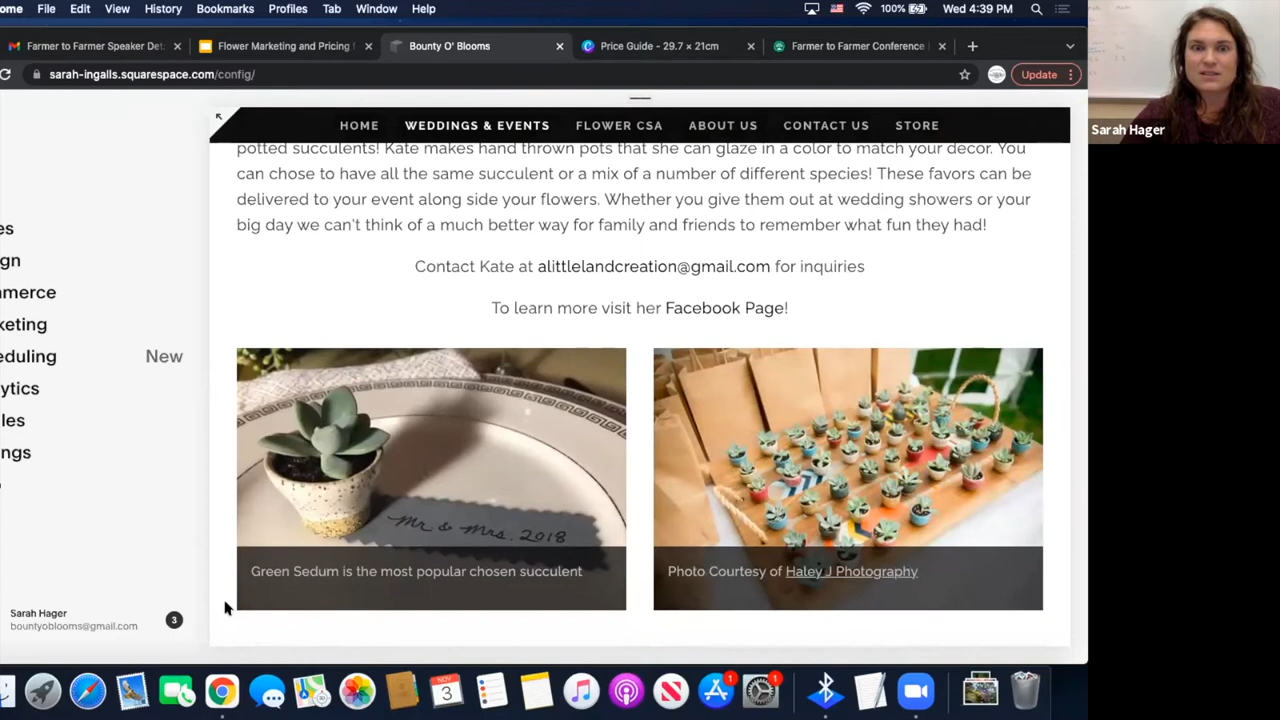 ome File Edit View History Bookmarks Profiles Tab Window Help 100% Wed 4:39 PM
Farmer to Farmer Speaker Det Flower Marketing and Pricing Bounty O' Blooms Price Guide - 29.7 × 21cm Farmer to Farmer Conference
sarah-ingalls.squarespace.com/config/ Update
Sarah Hager
HOME WEDDINGS & EVENTS FLOWER CSA ABOUT US CONTACT US STORE
potted succulents! Kate makes hand thrown pots that she can glaze in a color to match your decor. You
can chose to have all the same succulent or a mix of a number of different species! These favors can be
delivered to your event along side your flowers. Whether you give them out at wedding showers or your
big day we can't think of a much better way for family and friends to remember what fun they had!
Contact Kate at alittlelandcreation@gmail.com for inquiries
To learn more visit her Facebook Page!
es
gn
merce
keting
eduling New
ytics
les
ngs
Mr & Mrs. 2018
Green Sedum is the most popular chosen succulent
Photo Courtesy of Haley J Photography
Sarah Hager
bountyoblooms@gmail.com
3
NOV
3
1
1